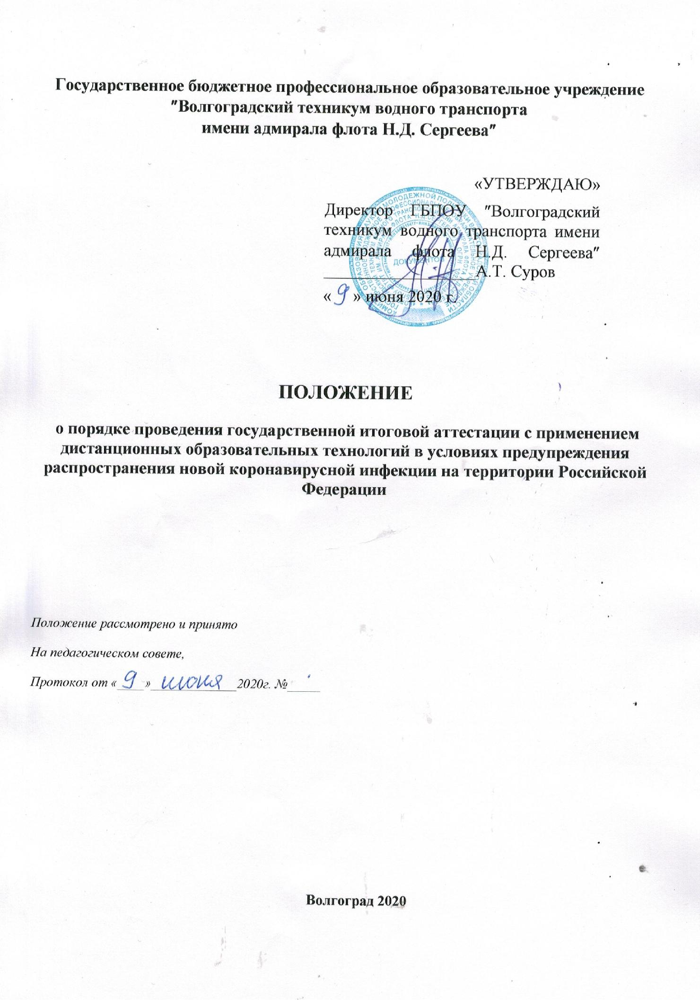 Государственное бюджетное профессиональное образовательное учреждение
"Волгоградский техникум водного транспорта
имени адмирала флота Н.Д. Сергеева"
«УТВЕРЖДАЮ»
Директор ГБПОУ "Волгоградский
техникум водного транспорта имени
адмирала флота Н.Д. Сергеева"
А.Т. Суров
« 9 » июня 2020 г.
ДОКУМЕНТОВ
ПОЛОЖЕНИЕ
о порядке проведения государственной итоговой аттестации с применением
дистанционных образовательных технологий в условиях предупреждения
распространения новой коронавирусной инфекции на территории Российской
Федерации
Положение рассмотрено и принято
На педагогическом совете,
Протокол от « 9 » июня 2020г. №
Волгоград 2020